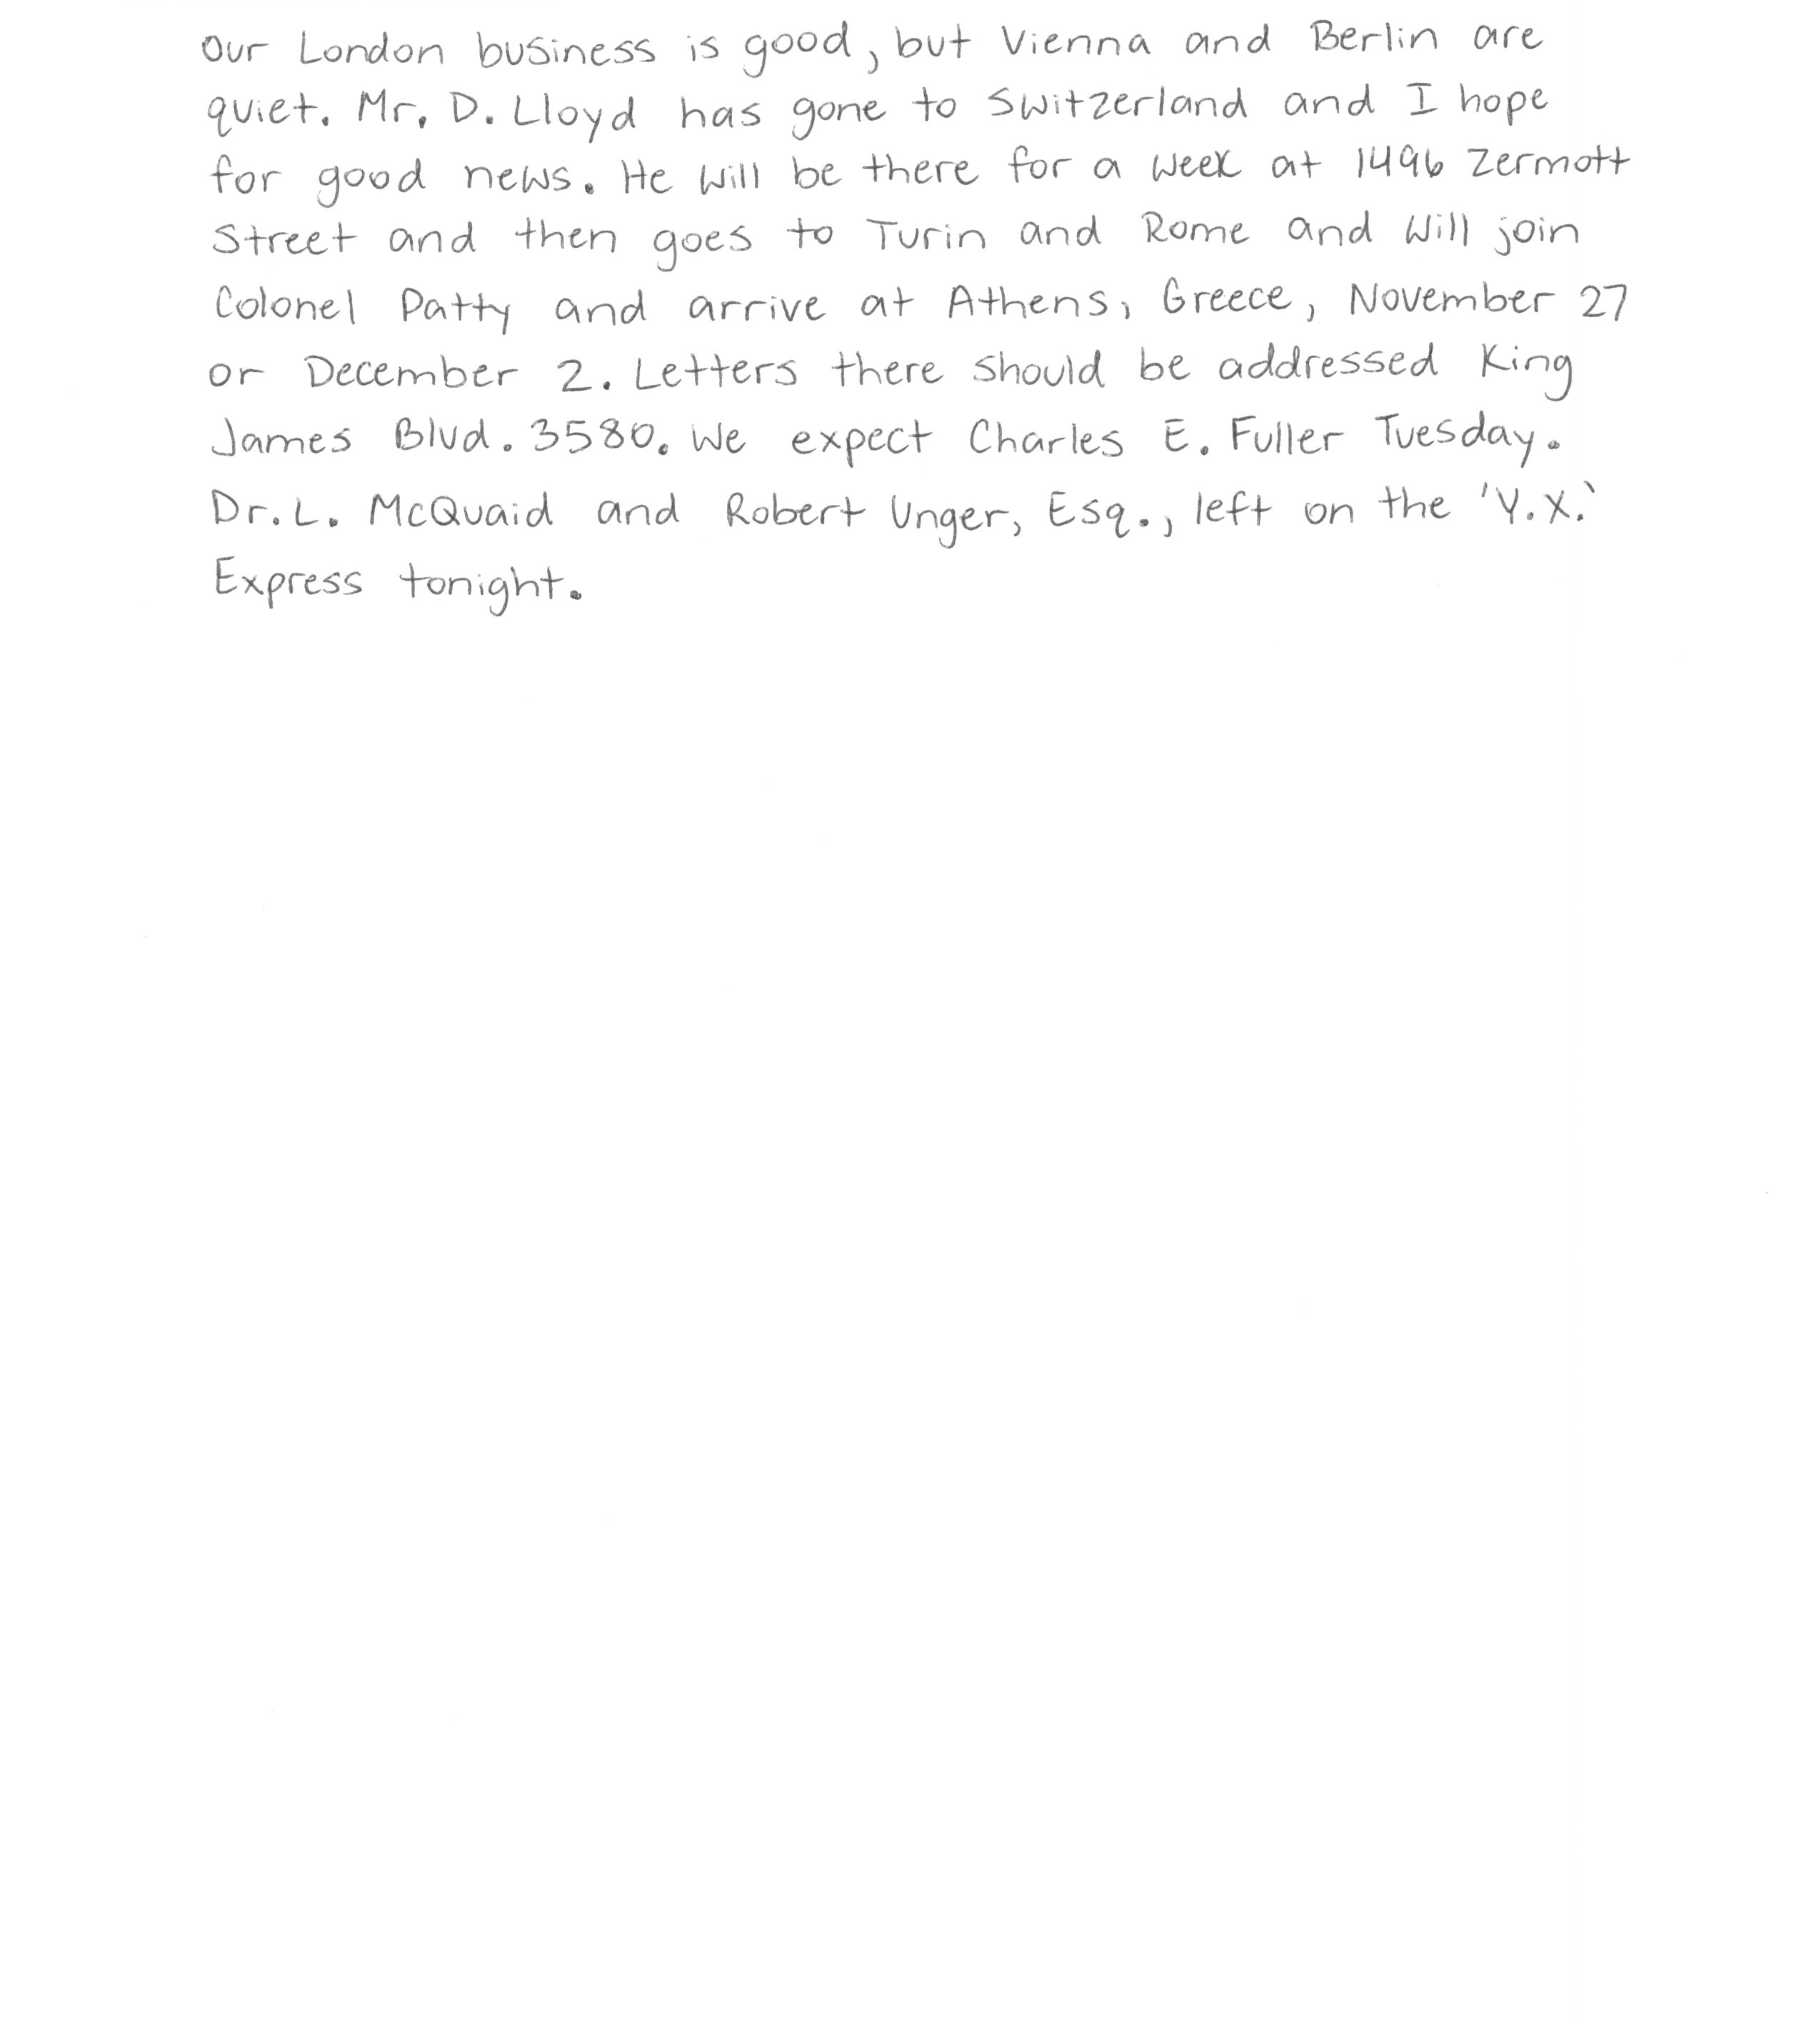 Our London business is good, but Vienna and Berlin are
quiet. Mr. D. Lloyd has gone to Switzerland and I hope
for good news. He will be there for a week at 1496 Zermott
Street and then goes to Turin and Rome and will join
Colonel Patty and arrive at Athens, Greece, November 27
or December 2. Letters there should be addressed King
James Blvd. 3580. We expect Charles E. Fuller Tuesday.
Dr. L. McQuaid and Robert Unger, Esq., left on the 'Y.X.'
Express tonight.